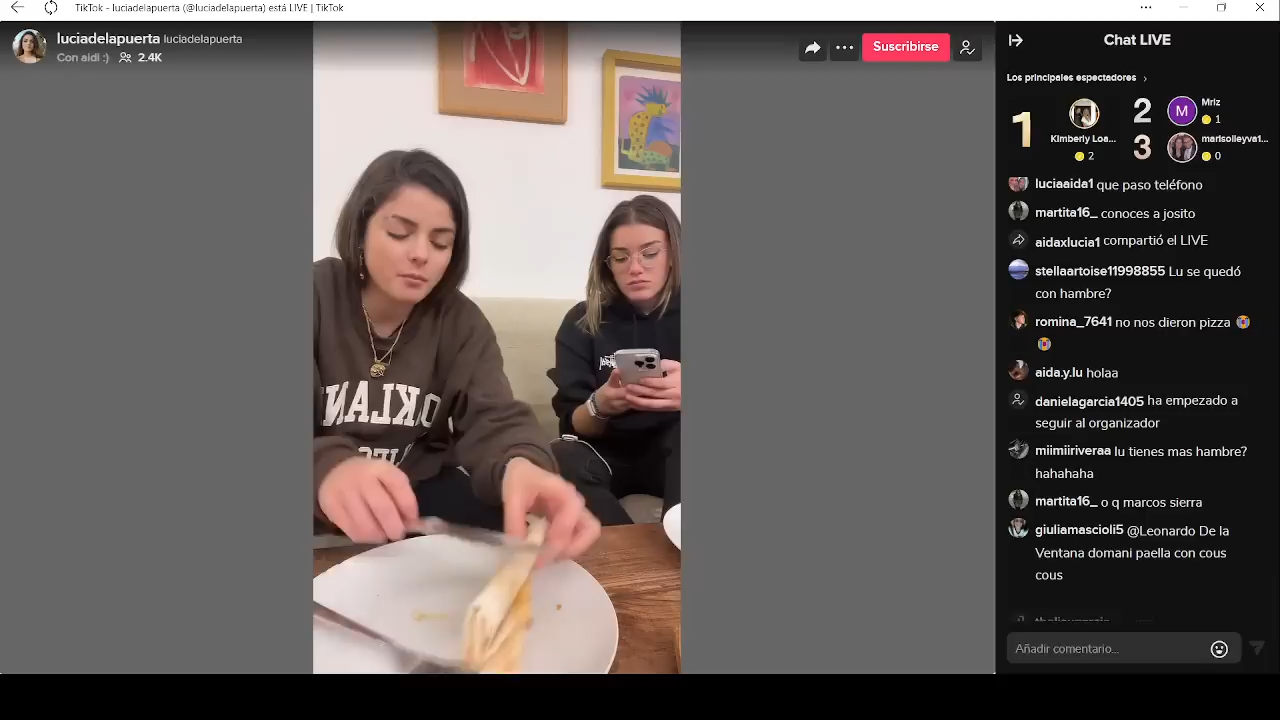 TikTok - luciadelapuerta (@luciadelapuerta) está LIVE | TikTok
luciadelapuerta luciadelapuerta
Con aidi :) 2.4K
Suscribirse
OKLAN
Chat LIVE
Los principales espectadores
1
Kimberly Loa...
2
2
M
Mriz
1
3
marisolleyva1...
0
luciaaida1 que paso teléfono
martita16_ conoces a josito
aidaxlucia1 compartió el LIVE
stellaartoise11998855 Lu se quedó
con hambre?
romina_7641 no nos dieron pizza 😭
😭
aida.y.lu holaa
danielagarcia1405 ha empezado a
seguir al organizador
miimiiriveraa lu tienes mas hambre?
hahahaha
martita16_ o q marcos sierra
giuliamascioli5 @Leonardo De la
Ventana domani paella con cous
cous
Añadir comentario...